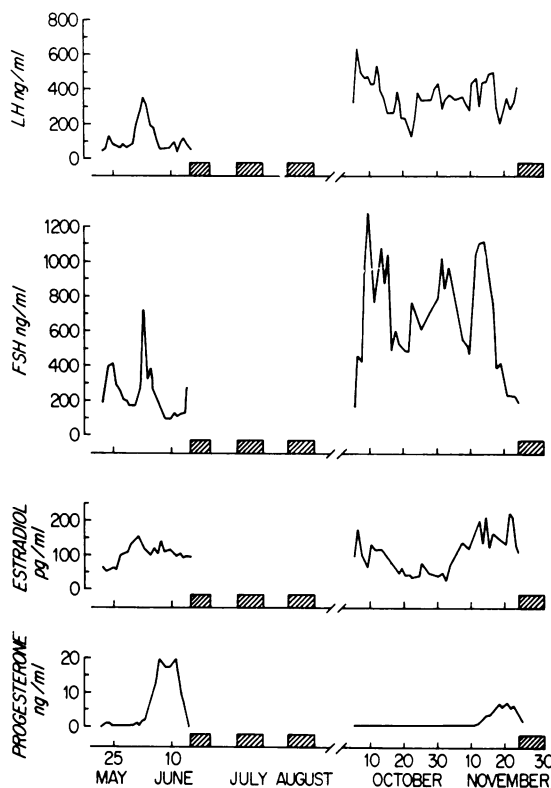 800
600
400
200
0
LH ng/ml
1200
1000
800
600
400
200
0
FSH ng/ml
200
100
0
ESTRADIOL
pg/ml
20
10
0
PROGESTERONE
ng/ml
25 10 10 20 30 10 20 30
MAY JUNE JULY AUGUST OCTOBER NOVEMBER